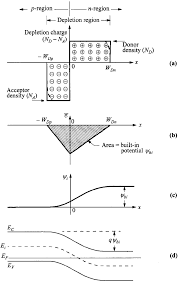 p-region n-region
Depletion region
Depletion charge
(N_D − N_A)
Donor
density (N_D)
− W_Dp 0 W_Dn x
Acceptor
density (N_A)
(a)
− W_Dp 0 W_Dn x
Area = built-in
potential ψ_bi
(b)
ψ_i
ψ_bi
0 x
(c)
E_C
E_i
E_F
E_V
qψ_bi
(d)